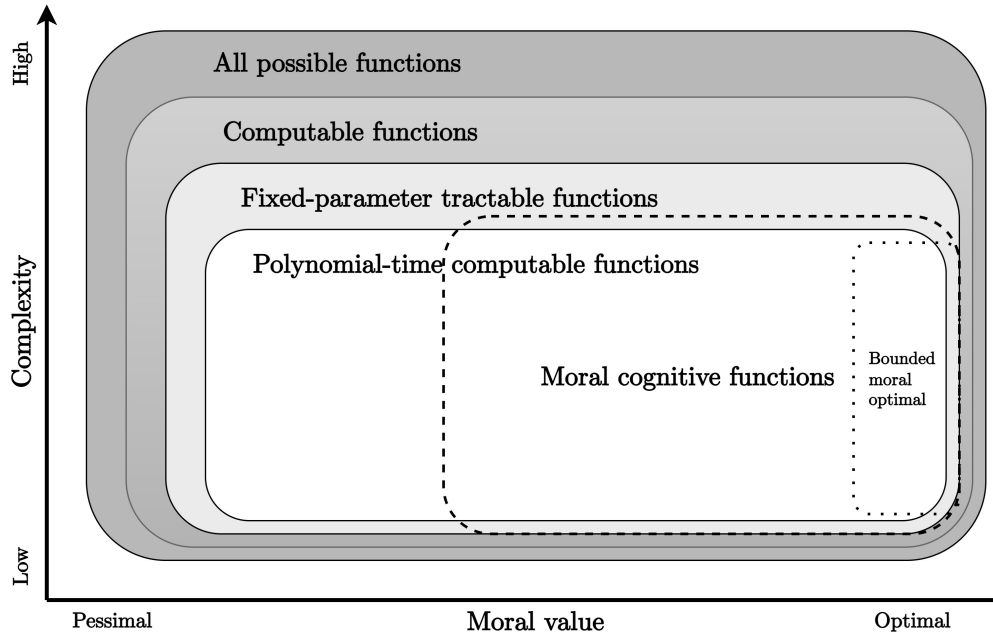 High
All possible functions
Computable functions
Fixed-parameter tractable functions
Polynomial-time computable functions
Complexity
Moral cognitive functions
Bounded
moral
optimal
Low
Pessimal
Moral value
Optimal